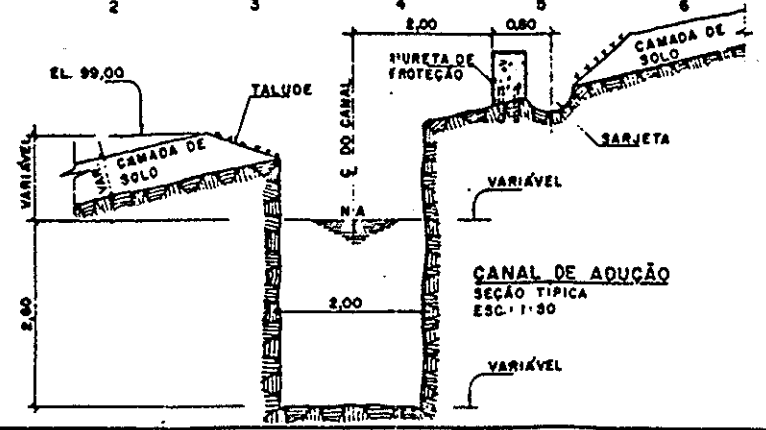 2 3 4 5 6
2,00
0,80
MURETA DE
PROTEÇÃO
CAMADA DE
SOLO
EL. 99,00
TALUDE
₵ DO CANAL
SARJETA
VARIÁVEL
VAR
CAMADA DE
SOLO
VARIÁVEL
N A
2,00
2,60
CANAL DE ADUÇÃO
SEÇÃO TÍPICA
ESC. 1:50
VARIÁVEL